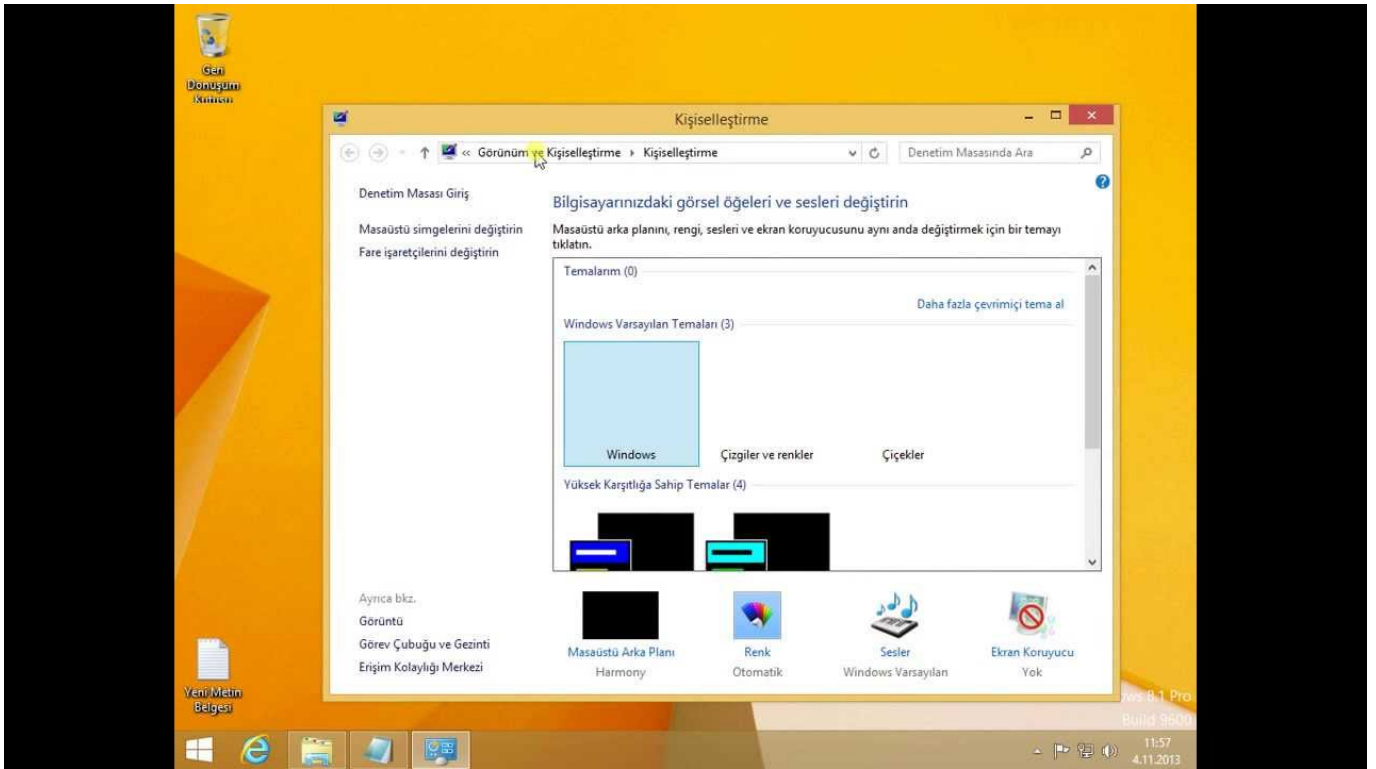 Geri
Dönüşüm
Kutusu
Kişiselleştirme
« Görünüm ve Kişiselleştirme Kişiselleştirme
Denetim Masasında Ara
Denetim Masası Giriş
Masaüstü simgelerini değiştirin
Fare işaretçilerini değiştirin
Bilgisayarınızdaki görsel öğeleri ve sesleri değiştirin
Masaüstü arka planını, rengi, sesleri ve ekran koruyucusunu aynı anda değiştirmek için bir temayı
tıklatın.
Temalarım (0)
Daha fazla çevrimiçi tema al
Windows Varsayılan Temaları (3)
Windows Çizgiler ve renkler Çiçekler
Yüksek Karşıtlığa Sahip Temalar (4)
Ayrıca bkz.
Görüntü
Görev Çubuğu ve Gezinti
Erişim Kolaylığı Merkezi
Masaüstü Arka Planı
Harmony
Renk
Otomatik
Sesler
Windows Varsayılan
Ekran Koruyucu
Yok
Yeni Metin
Belgesi
8.1 Pro
Build 9600
11:57
4.11.2013